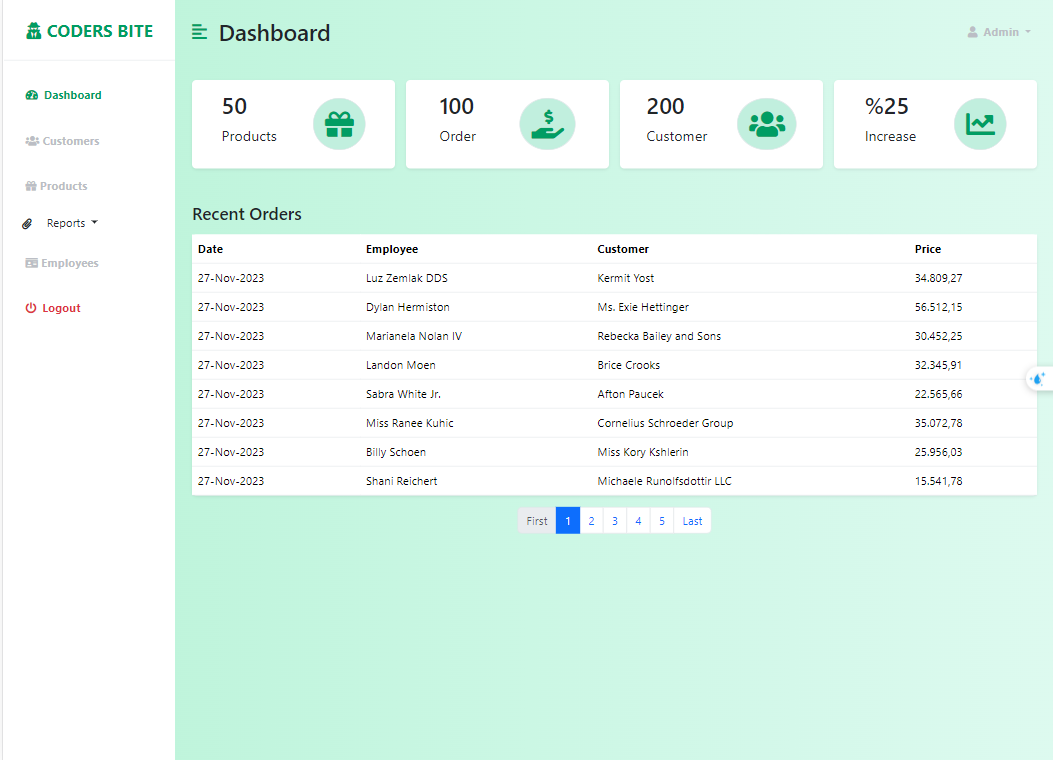 CODERS BITE
Dashboard
Admin
Dashboard
Customers
Products
Reports
Employees
Logout
50
Products
100
Order
200
Customer
%25
Increase
Recent Orders
Date Employee Customer Price
27-Nov-2023 Luz Zemlak DDS Kermit Yost 34.809,27
27-Nov-2023 Dylan Hermiston Ms. Exie Hettinger 56.512,15
27-Nov-2023 Marianela Nolan IV Rebecka Bailey and Sons 30.452,25
27-Nov-2023 Landon Moen Brice Crooks 32.345,91
27-Nov-2023 Sabra White Jr. Afton Paucek 22.565,66
27-Nov-2023 Miss Ranee Kuhic Cornelius Schroeder Group 35.072,78
27-Nov-2023 Billy Schoen Miss Kory Kshlerin 25.956,03
27-Nov-2023 Shani Reichert Michaele Runolfsdottir LLC 15.541,78
First 1 2 3 4 5 Last